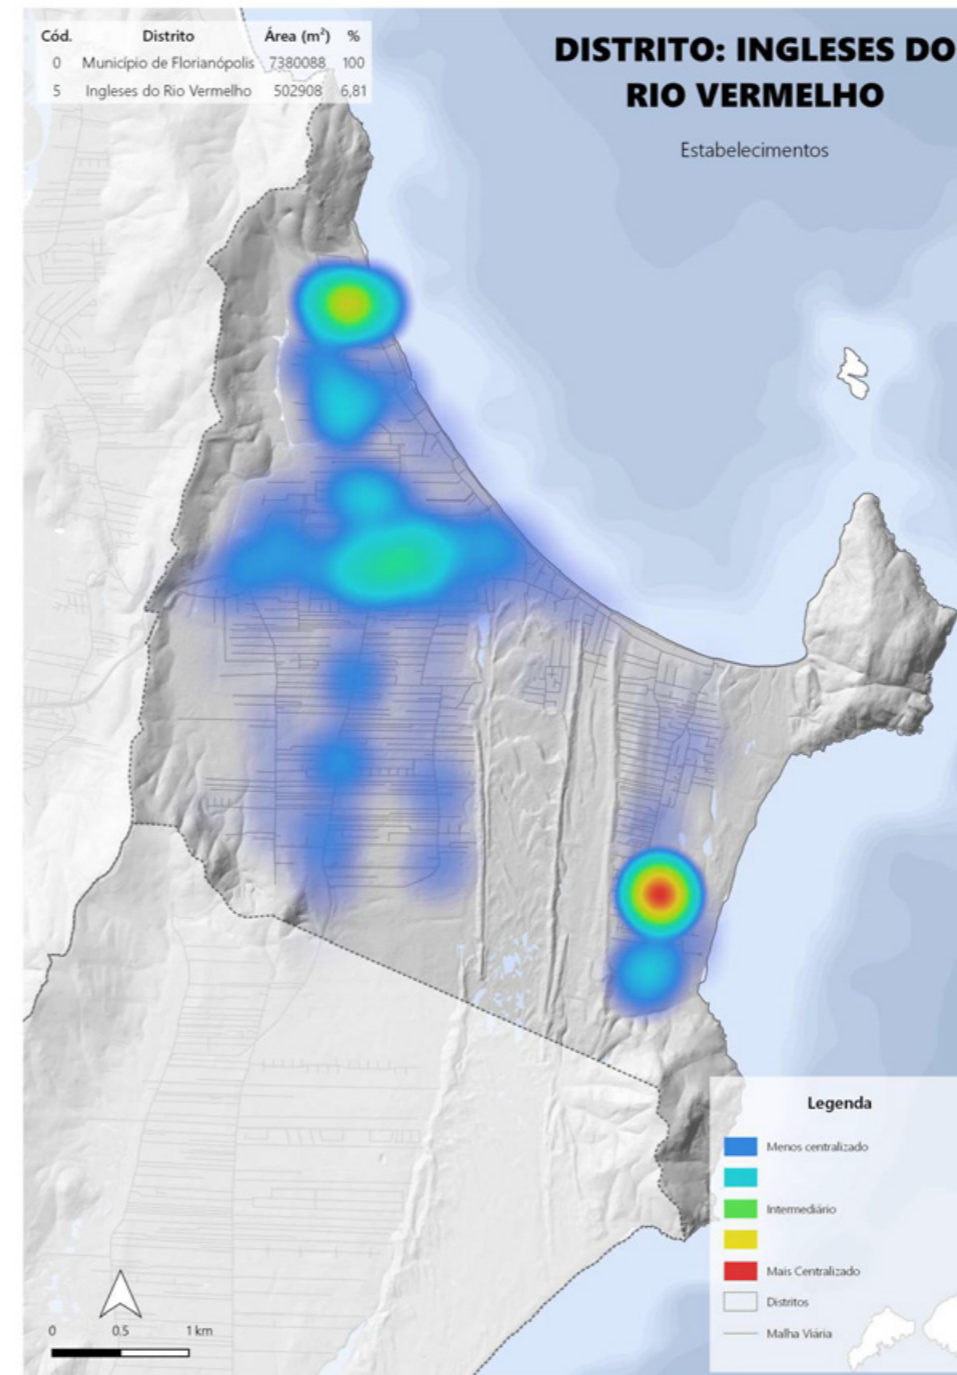 Cód. Distrito Área (m²) %
0 Município de Florianópolis 7380088 100
5 Ingleses do Rio Vermelho 502908 6,81
DISTRITO: INGLESES DO
RIO VERMELHO
Estabelecimentos
Legenda
Menos centralizado
Intermediário
Mais Centralizado
Distritos
Malha Viária
0 0.5 1 km